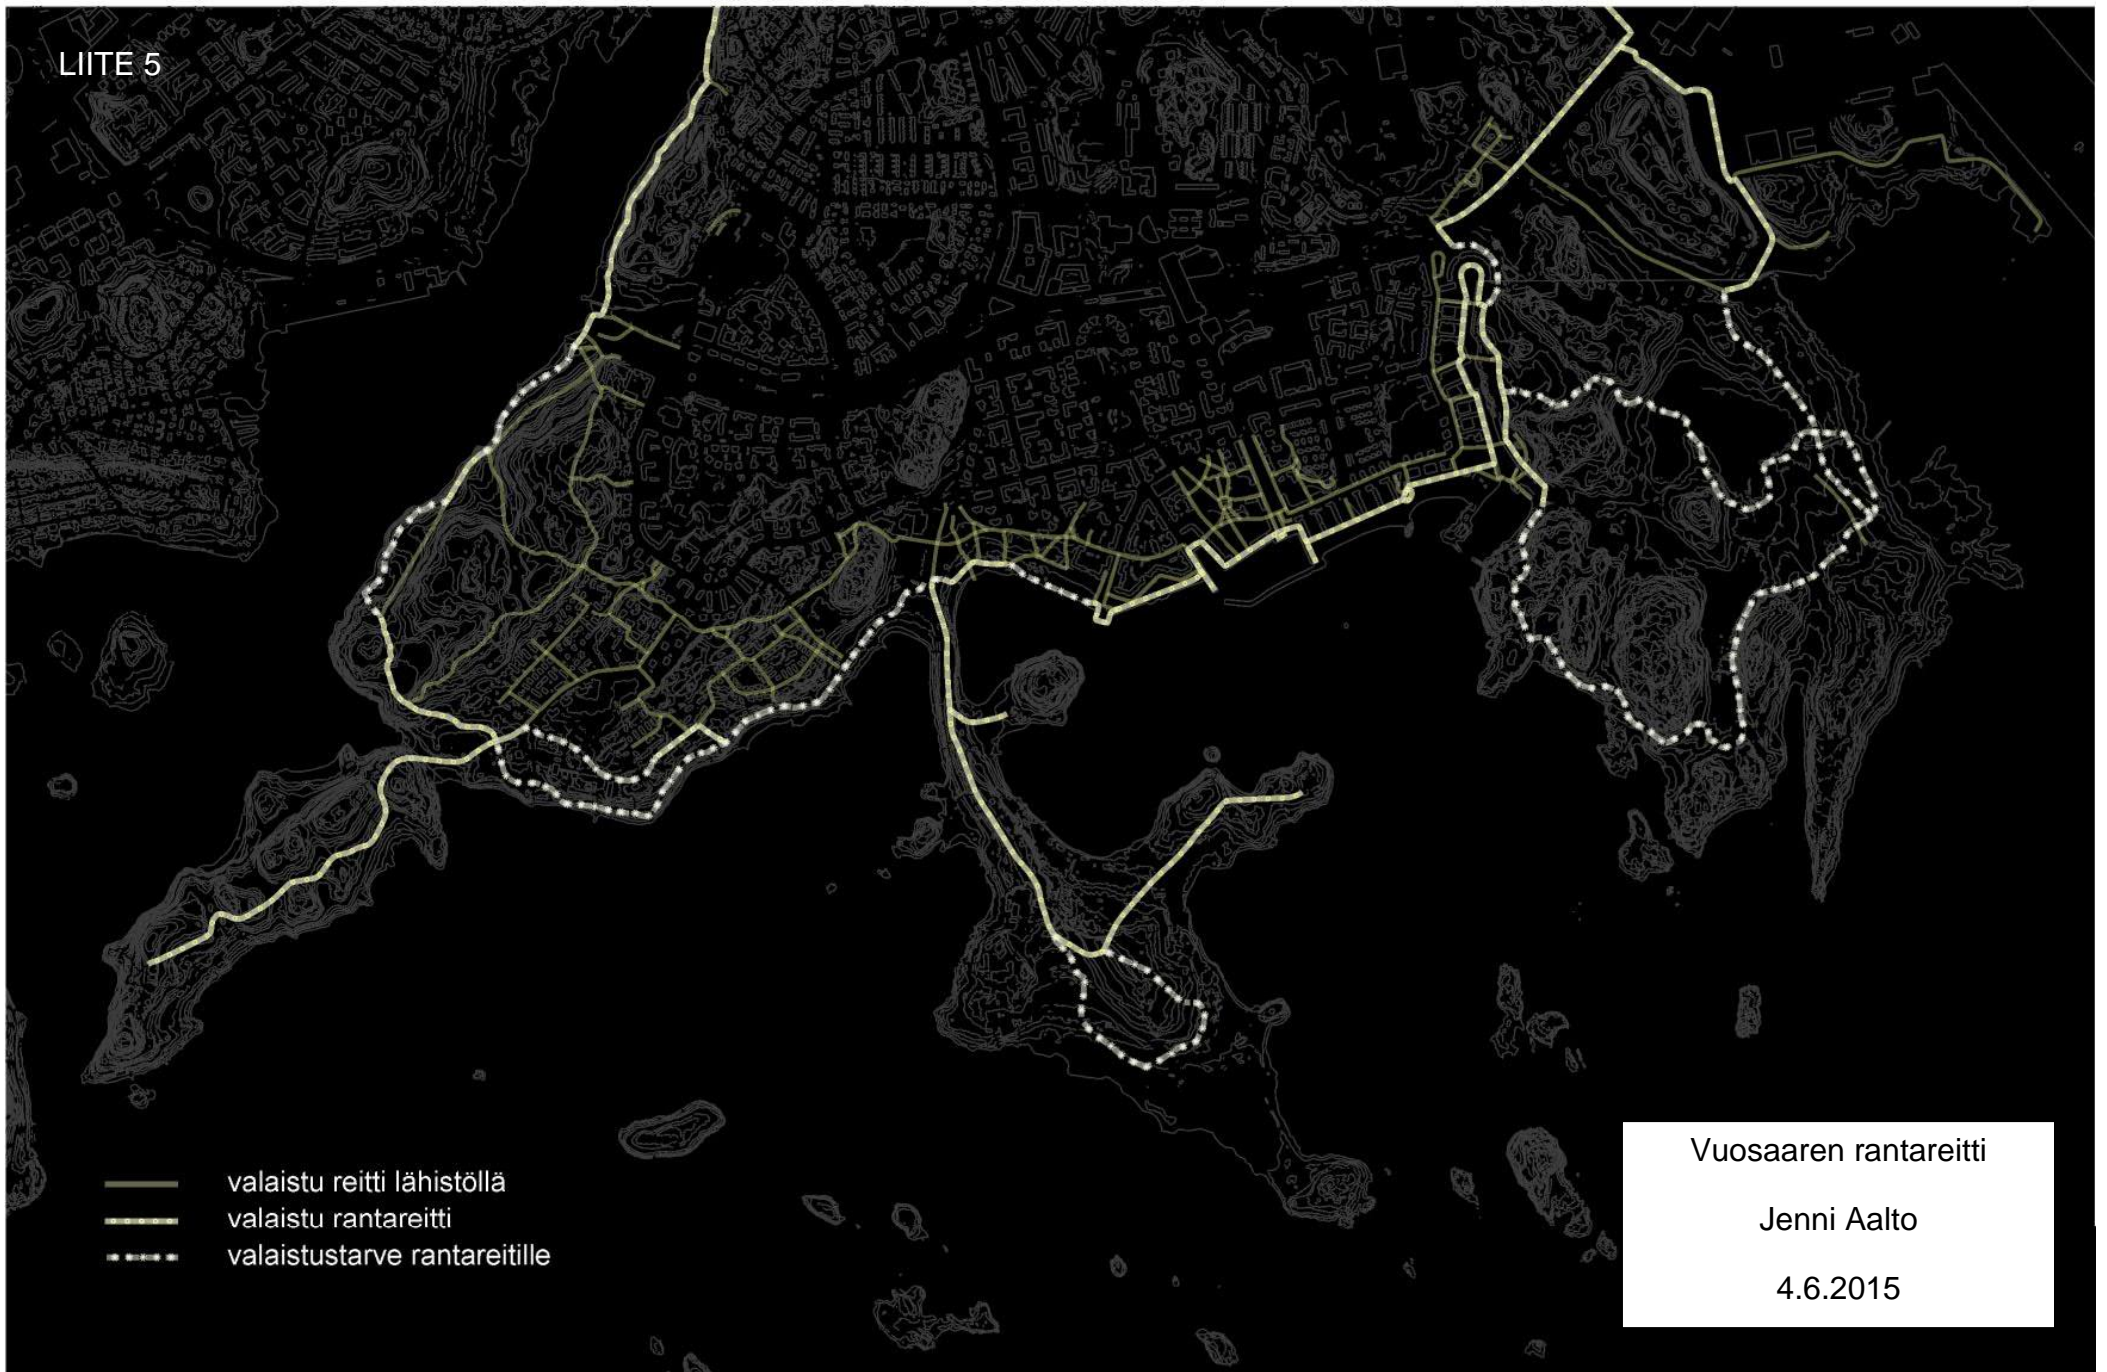 LIITE 5
valaistu reitti lähistöllä
valaistu rantareitti
valaistustarve rantareitille
Vuosaaren rantareitti
Jenni Aalto
4.6.2015